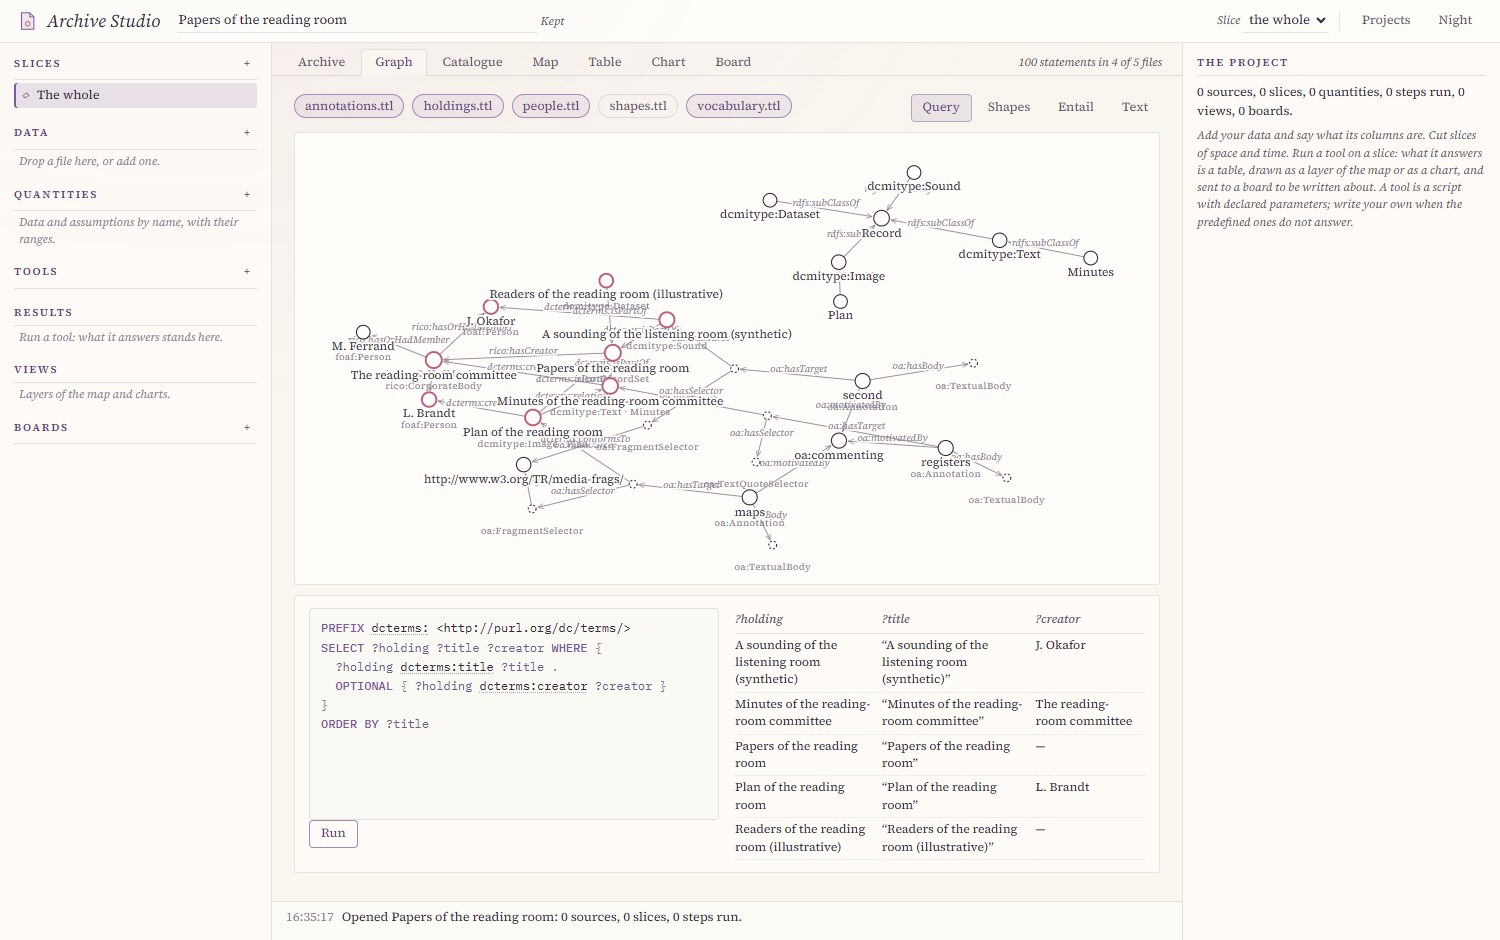 Archive Studio
Papers of the reading room
Kept
Slice the whole
Projects
Night
SLICES +
The whole
DATA +
Drop a file here, or add one.
QUANTITIES +
Data and assumptions by name, with their
ranges.
TOOLS +
RESULTS
Run a tool: what it answers stands here.
VIEWS
Layers of the map and charts.
BOARDS +
Archive Graph Catalogue Map Table Chart Board
100 statements in 4 of 5 files
annotations.ttl holdings.ttl people.ttl shapes.ttl vocabulary.ttl
Query Shapes Entail Text
dcmitype:Sound
dcmitype:Dataset
rdfs:subClassOf
Record
rdfs:subClassOf
rdfs:sub
dcmitype:Text
rdfs:subClassOf
Minutes
dcmitype:Image
Plan
Readers of the reading room (illustrative)
dcmitype:Dataset
dcterms:isPartOf
J. Okafor
foaf:Person
A sounding of the listening room (synthetic)
dcmitype:Sound
M. Ferrand
foaf:Person
rico:hasCreator
Papers of the reading room
The reading-room committee
rico:CorporateBody
Minutes of the reading-room committee
dcmitype:Text · Minutes
L. Brandt
foaf:Person
Plan of the reading room
oa:FragmentSelector
http://www.w3.org/TR/media-frags/
oa:hasSelector
oa:FragmentSelector
oa:hasTarget
oa:hasBody
oa:TextualBody
second
oa:Annotation
oa:hasSelector
oa:hasSelector
oa:hasTarget
oa:motivatedBy
oa:commenting
registers
oa:Annotation
oa:hasBody
oa:TextualBody
oa:motivatedBy
oa:TextQuoteSelector
maps
oa:Annotation
oa:TextualBody
PREFIX dcterms: <http://purl.org/dc/terms/>
SELECT ?holding ?title ?creator WHERE {
?holding dcterms:title ?title .
OPTIONAL { ?holding dcterms:creator ?creator }
}
ORDER BY ?title
Run
?holding ?title ?creator
A sounding of the “A sounding of the J. Okafor
listening room listening room
(synthetic) (synthetic)”
Minutes of the reading- “Minutes of the reading- The reading-
room committee room committee” room committee
Papers of the reading “Papers of the reading —
room room”
Plan of the reading “Plan of the reading L. Brandt
room room”
Readers of the reading “Readers of the reading —
room (illustrative) room (illustrative)”
16:35:17 Opened Papers of the reading room: 0 sources, 0 slices, 0 steps run.
THE PROJECT
0 sources, 0 slices, 0 quantities, 0 steps run, 0
views, 0 boards.
Add your data and say what its columns are. Cut slices
of space and time. Run a tool on a slice: what it answers
is a table, drawn as a layer of the map or as a chart, and
sent to a board to be written about. A tool is a script
with declared parameters; write your own when the
predefined ones do not answer.